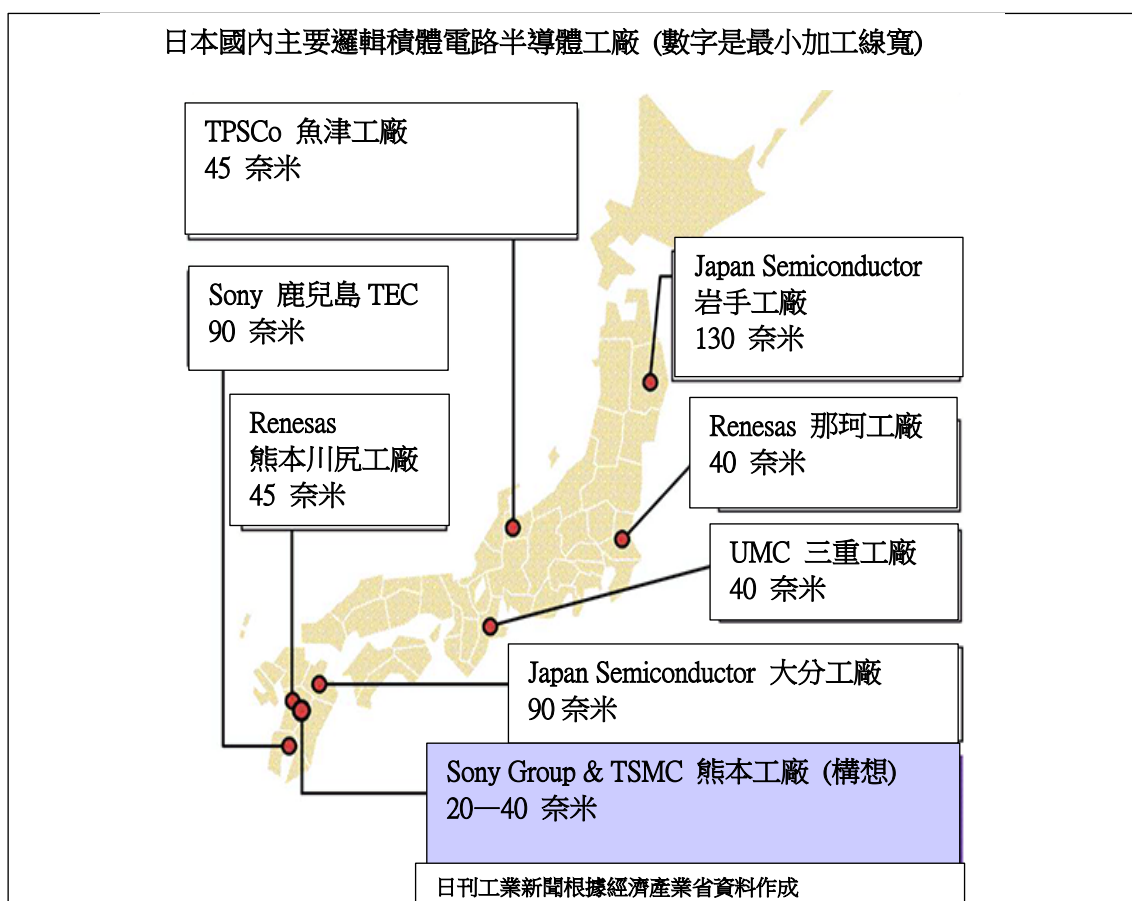 日本國內主要邏輯積體電路半導體工廠 (數字是最小加工線寬)
TPSCo 魚津工廠
45 奈米
Sony 鹿兒島 TEC
90 奈米
Renesas
熊本川尻工廠
45 奈米
Japan Semiconductor
岩手工廠
130 奈米
Renesas 那珂工廠
40 奈米
UMC 三重工廠
40 奈米
Japan Semiconductor 大分工廠
90 奈米
Sony Group & TSMC 熊本工廠 (構想)
20—40 奈米
日刊工業新聞根據經濟產業省資料作成